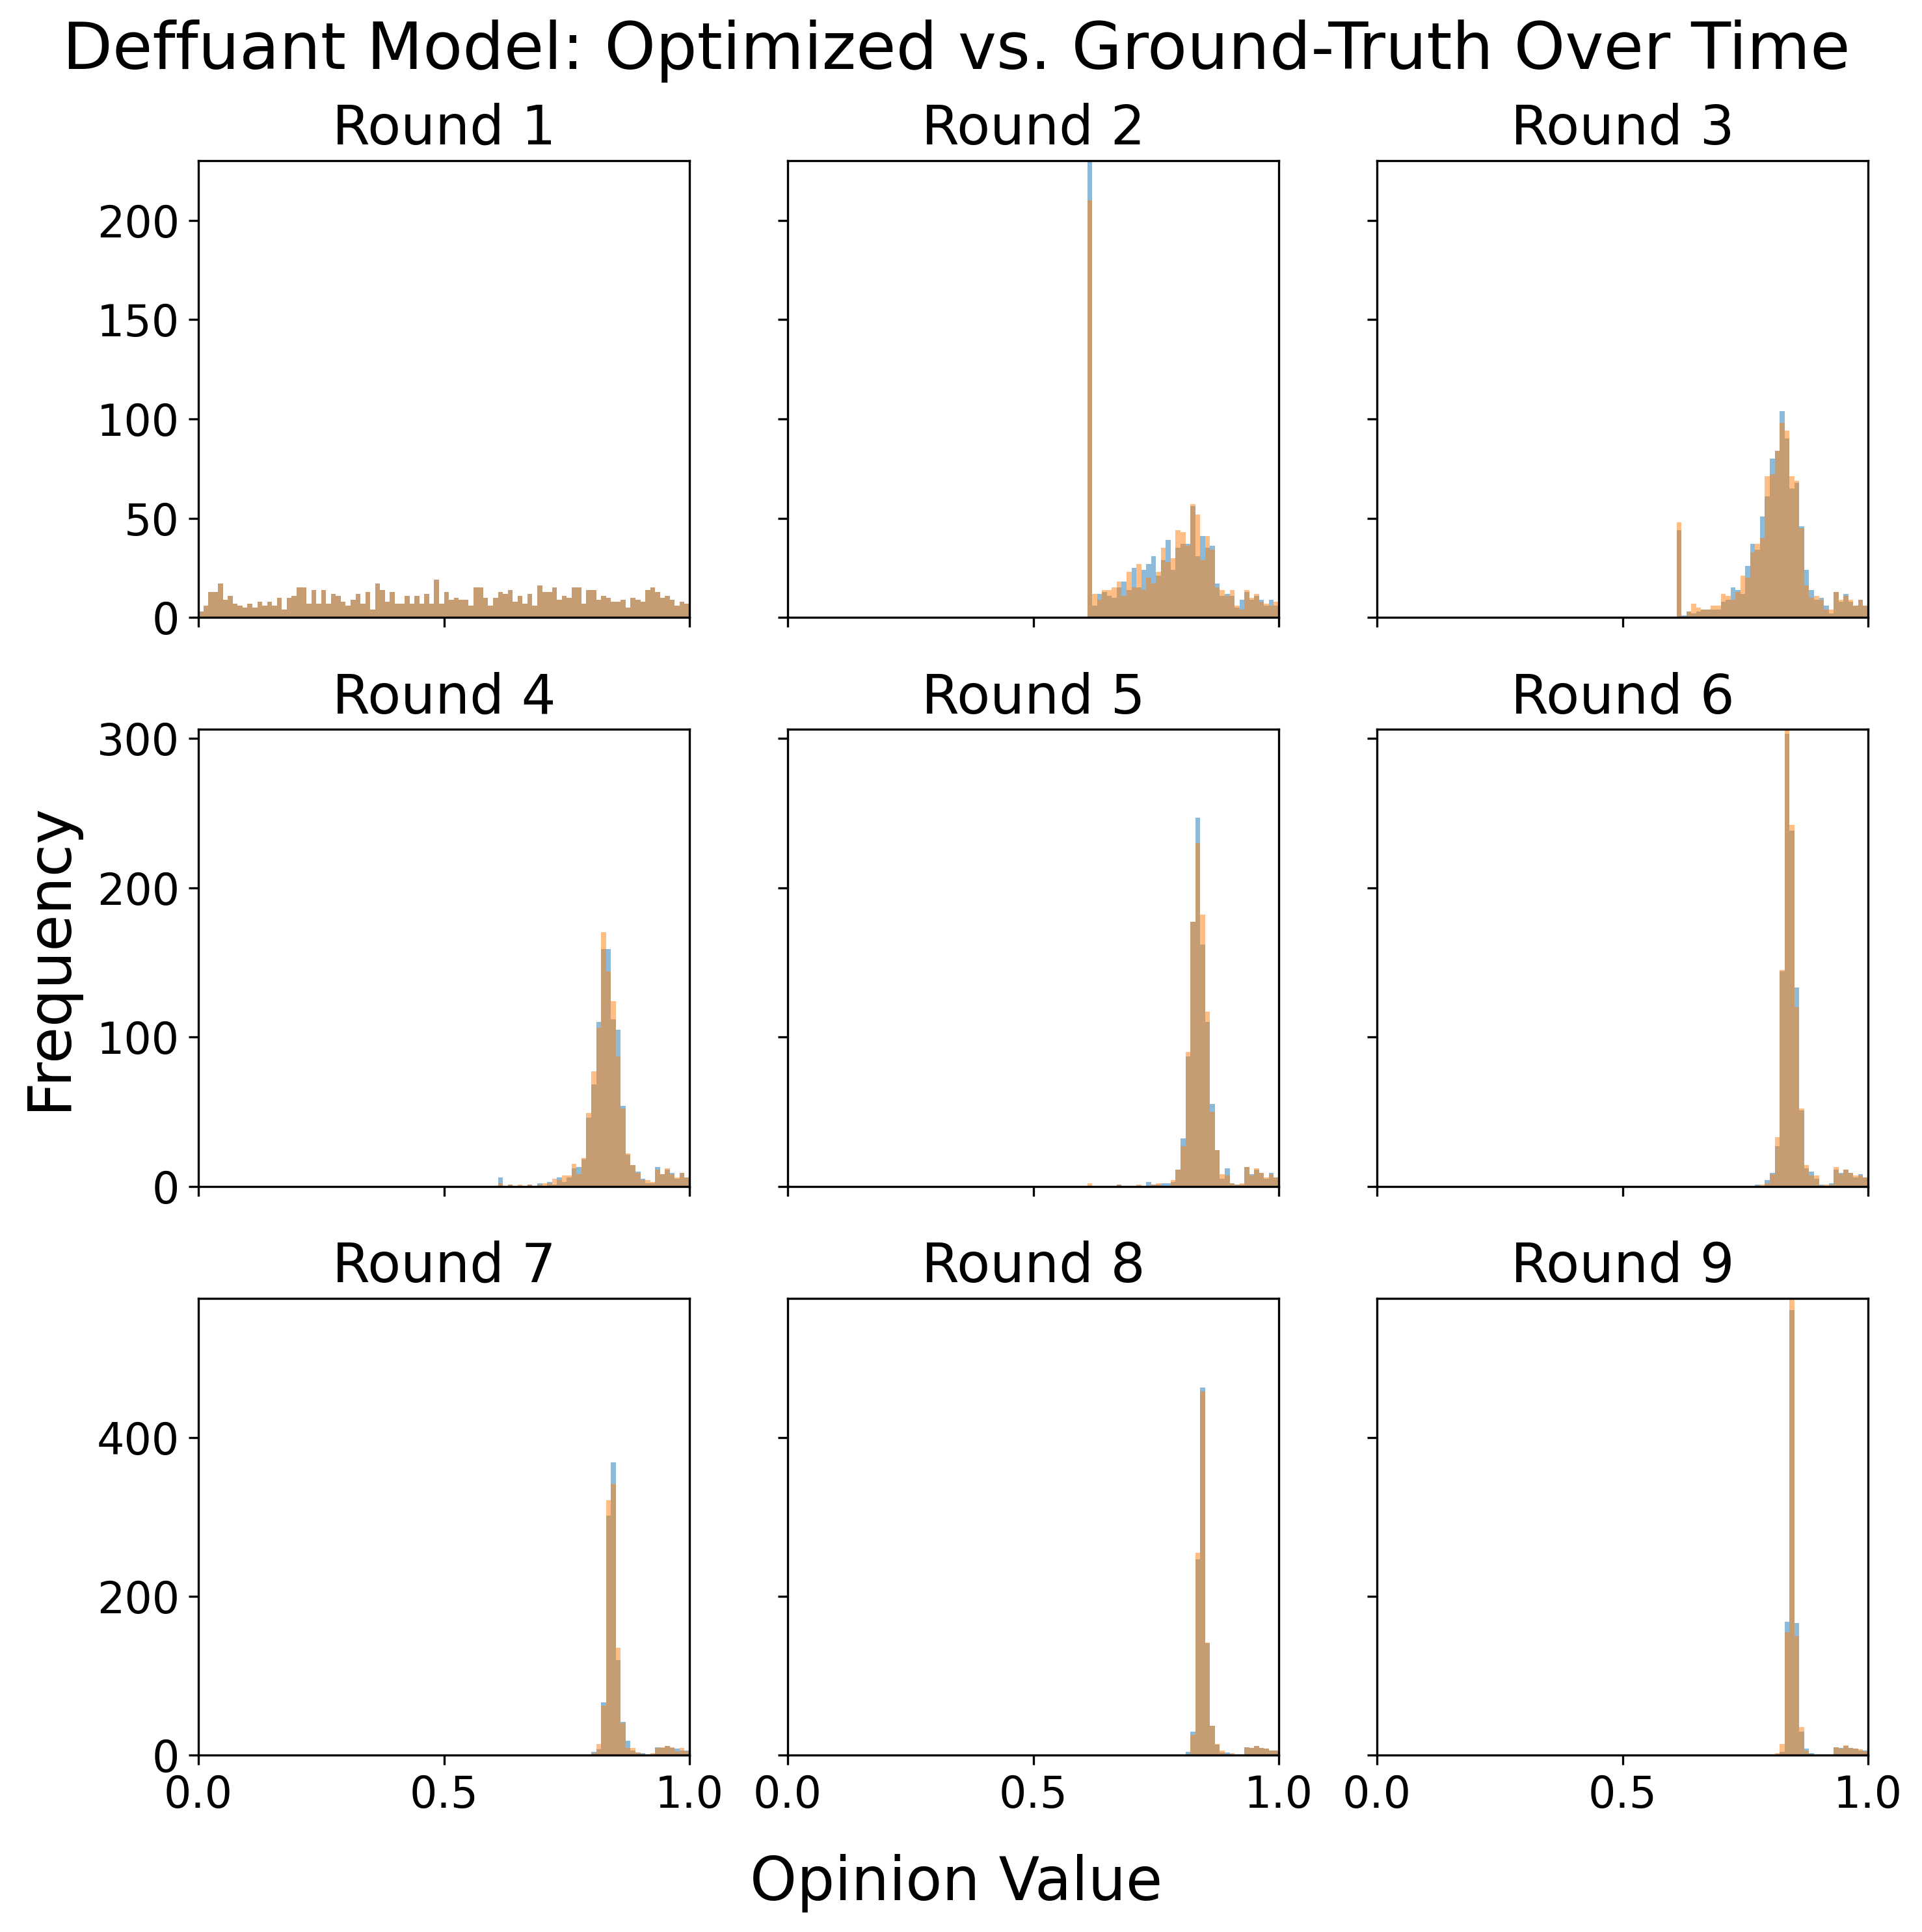 Deffuant Model: Optimized vs. Ground-Truth Over Time
Round 1
Round 2
Round 3
200
150
100
50
0
Round 4
Round 5
Round 6
300
200
100
0
Frequency
Round 7
Round 8
Round 9
400
200
0
0.0 0.5 1.0 0.0 0.5 1.0 0.0 0.5 1.0
Opinion Value